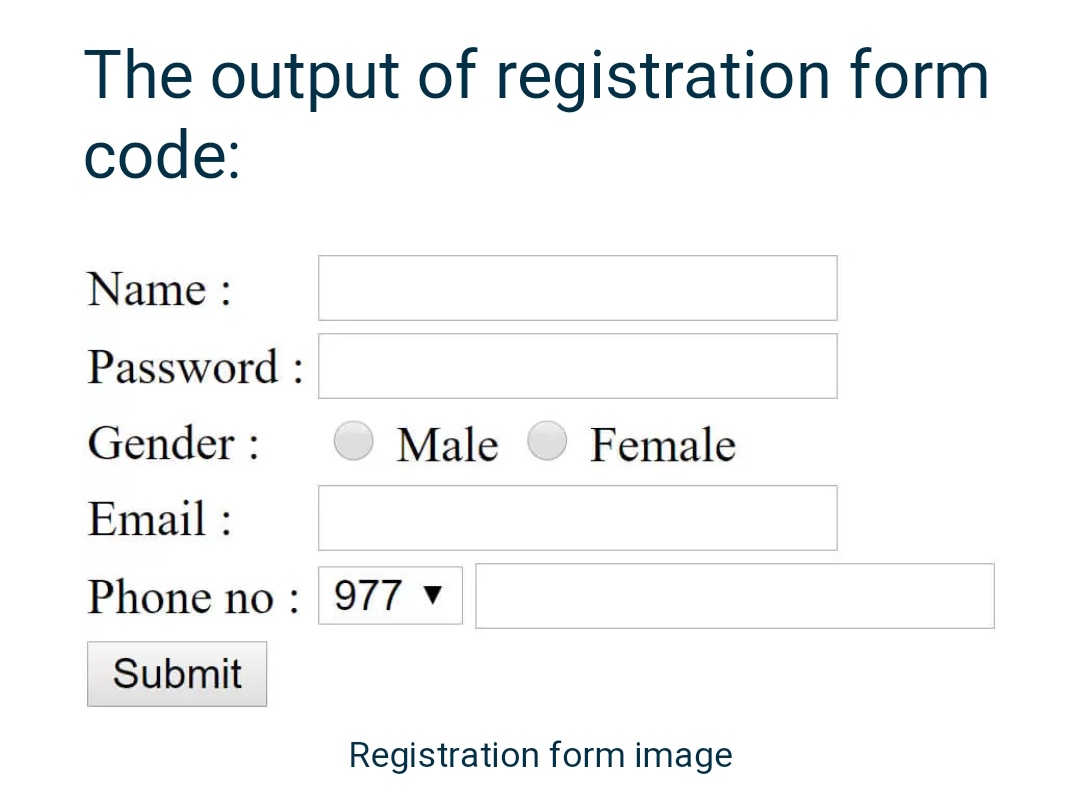 The output of registration form
code:
Name :
Password :
Gender : Male Female
Email :
Phone no : 977 ▼
Submit
Registration form image